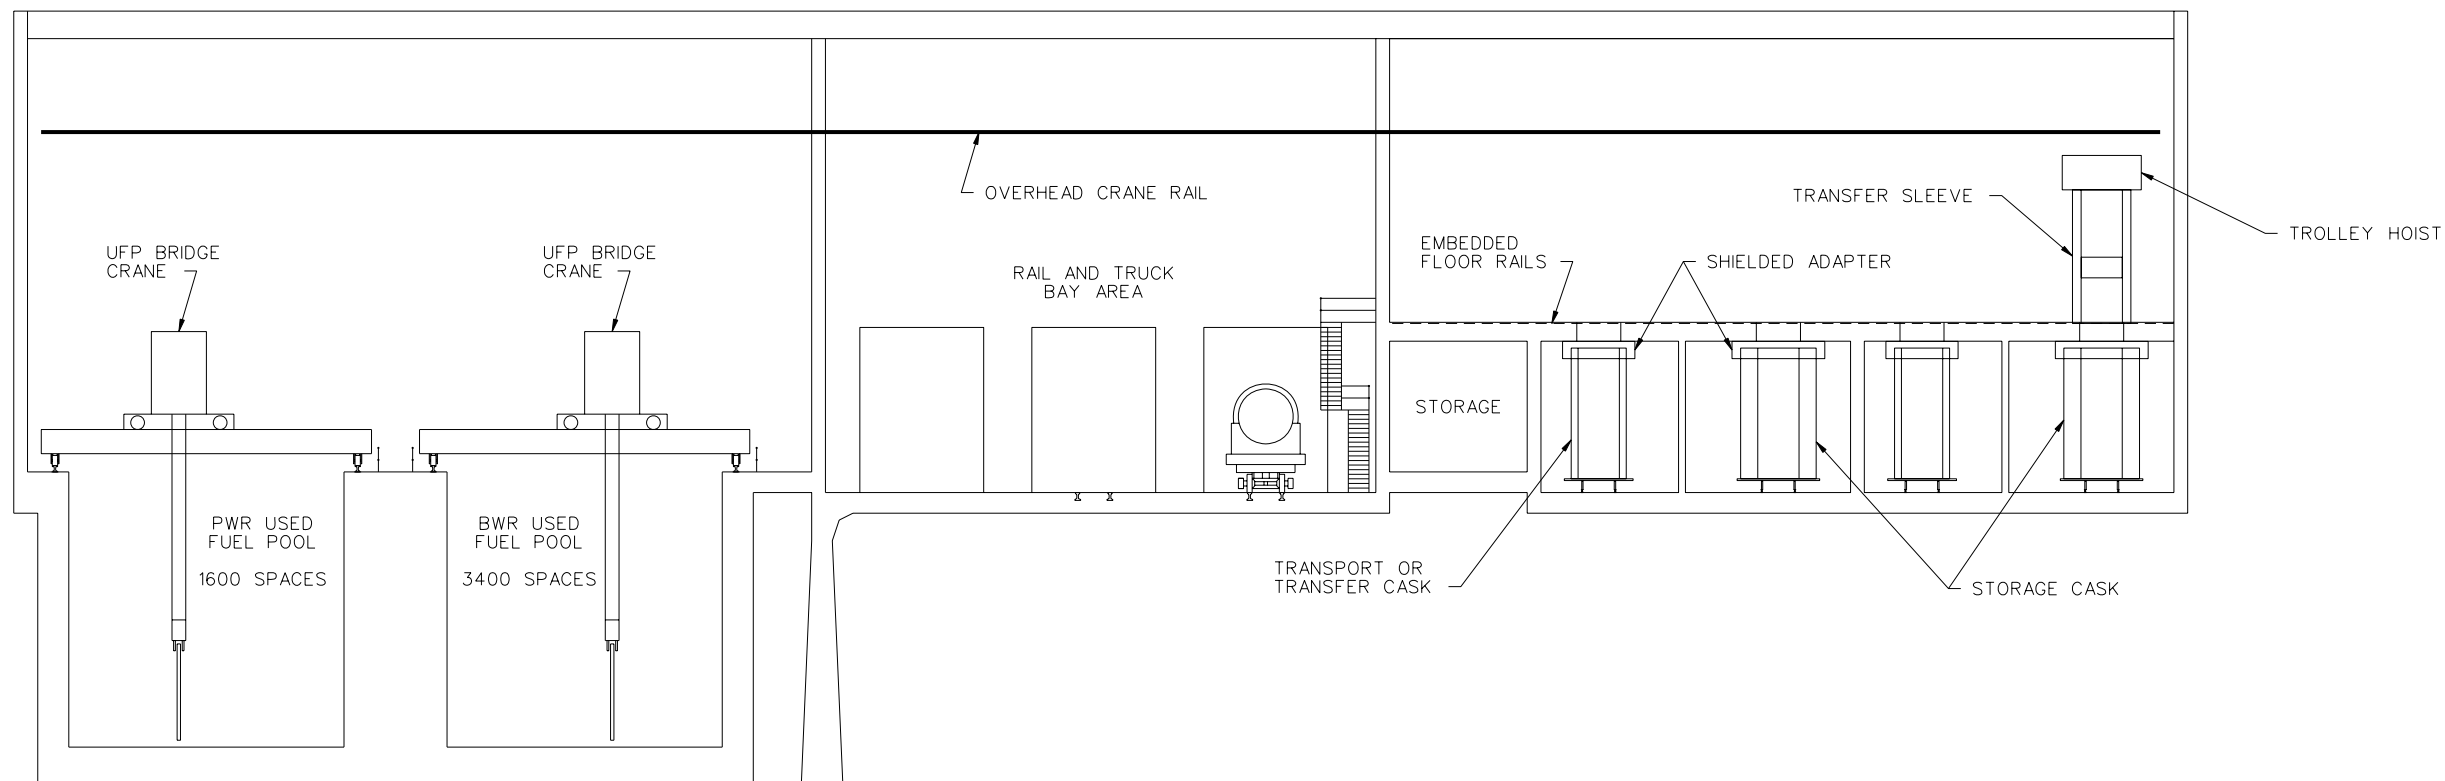 OVERHEAD CRANE RAIL
TRANSFER SLEEVE
TROLLEY HOIST
UFP BRIDGE
CRANE
UFP BRIDGE
CRANE
RAIL AND TRUCK
BAY AREA
EMBEDDED
FLOOR RAILS
SHIELDED ADAPTER
STORAGE
PWR USED
FUEL POOL
1600 SPACES
BWR USED
FUEL POOL
3400 SPACES
TRANSPORT OR
TRANSFER CASK
STORAGE CASK